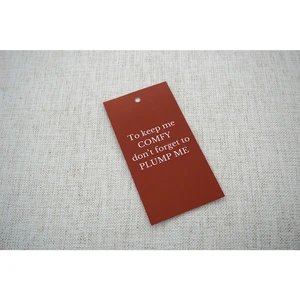 To keep me
COMFY
don't forget to
PLUMP ME